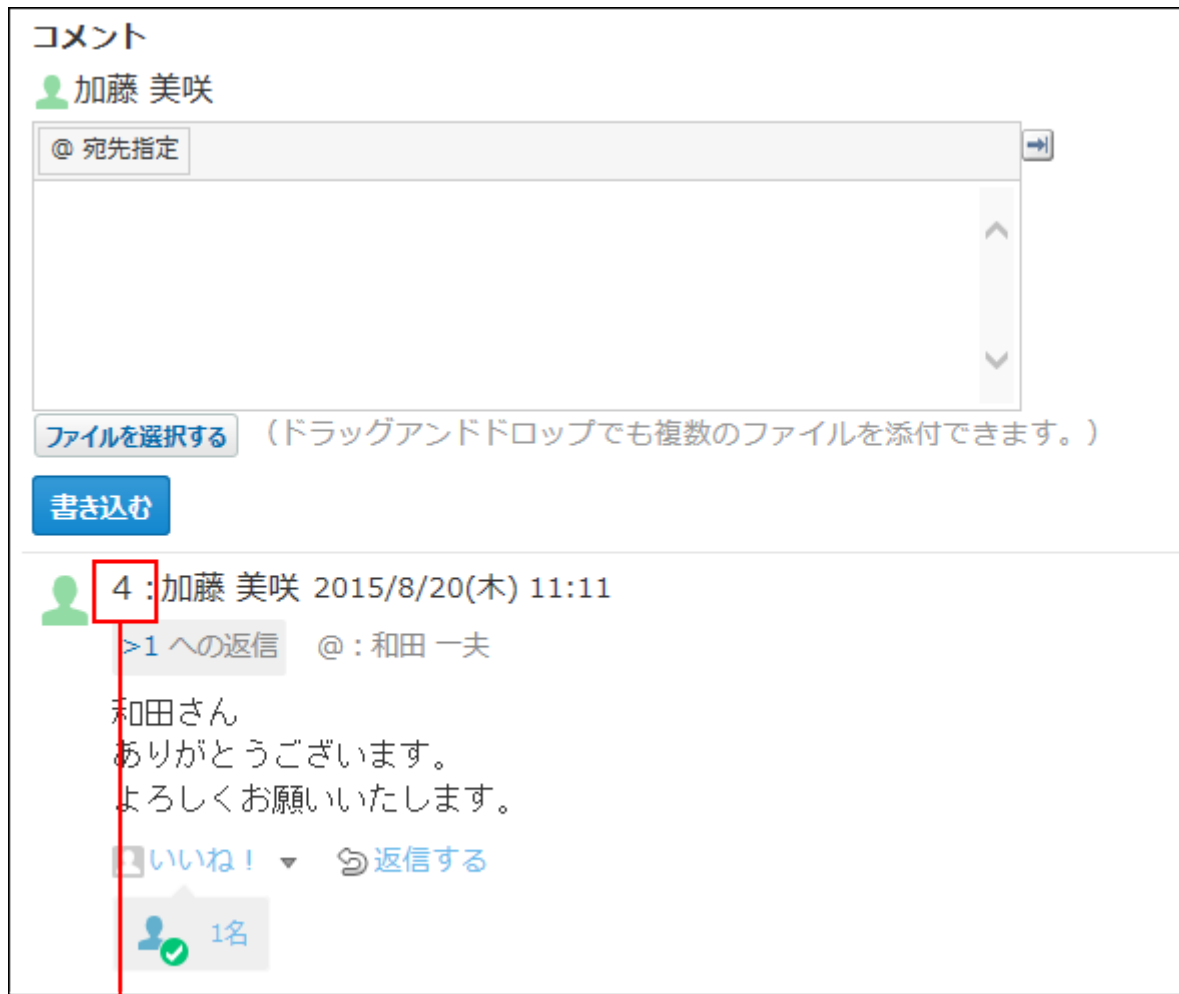 コメント
加藤 美咲
@ 宛先指定
ファイルを選択する （ドラッグアンドドロップでも複数のファイルを添付できます。）
書き込む
4 : 加藤 美咲 2015/8/20(木) 11:11
>1 への返信 @ : 和田 一夫
和田さん
ありがとうございます。
よろしくお願いいたします。
いいね！ ▼ 返信する
1名